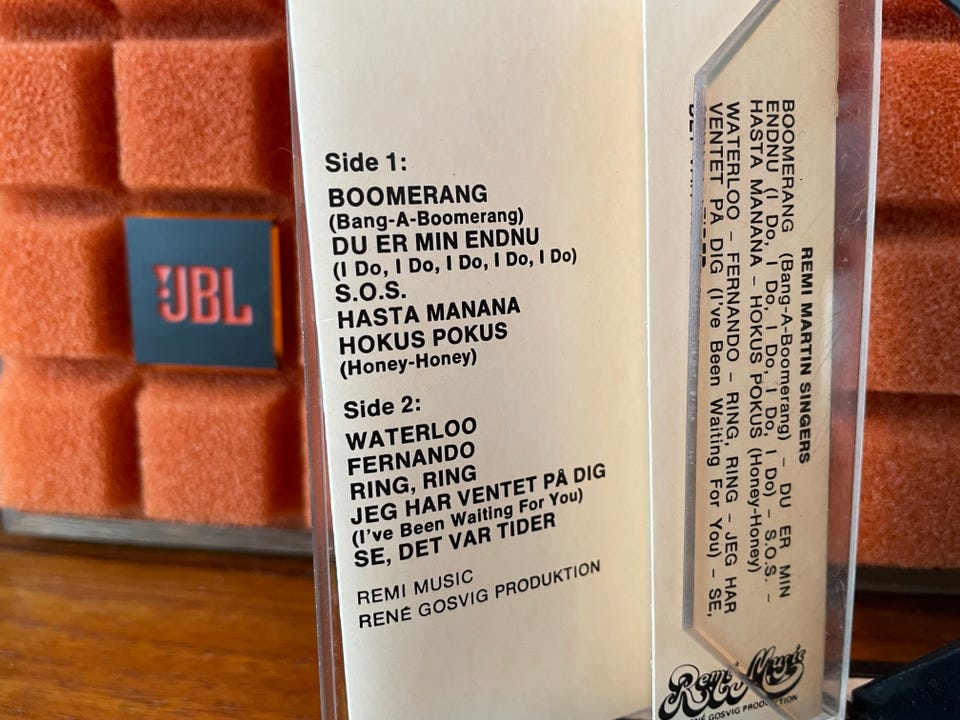 JBL
Side 1:
BOOMERANG
(Bang-A-Boomerang)
DU ER MIN ENDNU
(I Do, I Do, I Do, I Do, I Do)
S.O.S.
HASTA MANANA
HOKUS POKUS
(Honey-Honey)
Side 2:
WATERLOO
FERNANDO
RING, RING
JEG HAR VENTET PÅ DIG
(I've Been Waiting For You)
SE, DET VAR TIDER
REMI MUSIC
RENÉ GOSVIG PRODUKTION
REMI MARTIN SINGERS
BOOMERANG (Bang-A-Boomerang) – DU ER MIN
ENDNU (I Do, I Do, I Do, I Do, I Do) – S.O.S. –
HASTA MANANA – HOKUS POKUS (Honey-Honey)
WATERLOO – FERNANDO – RING, RING – JEG HAR
VENTET PÅ DIG (I've Been Waiting For You) – SE,
Remi Music
RENÉ GOSVIG PRODUCTION